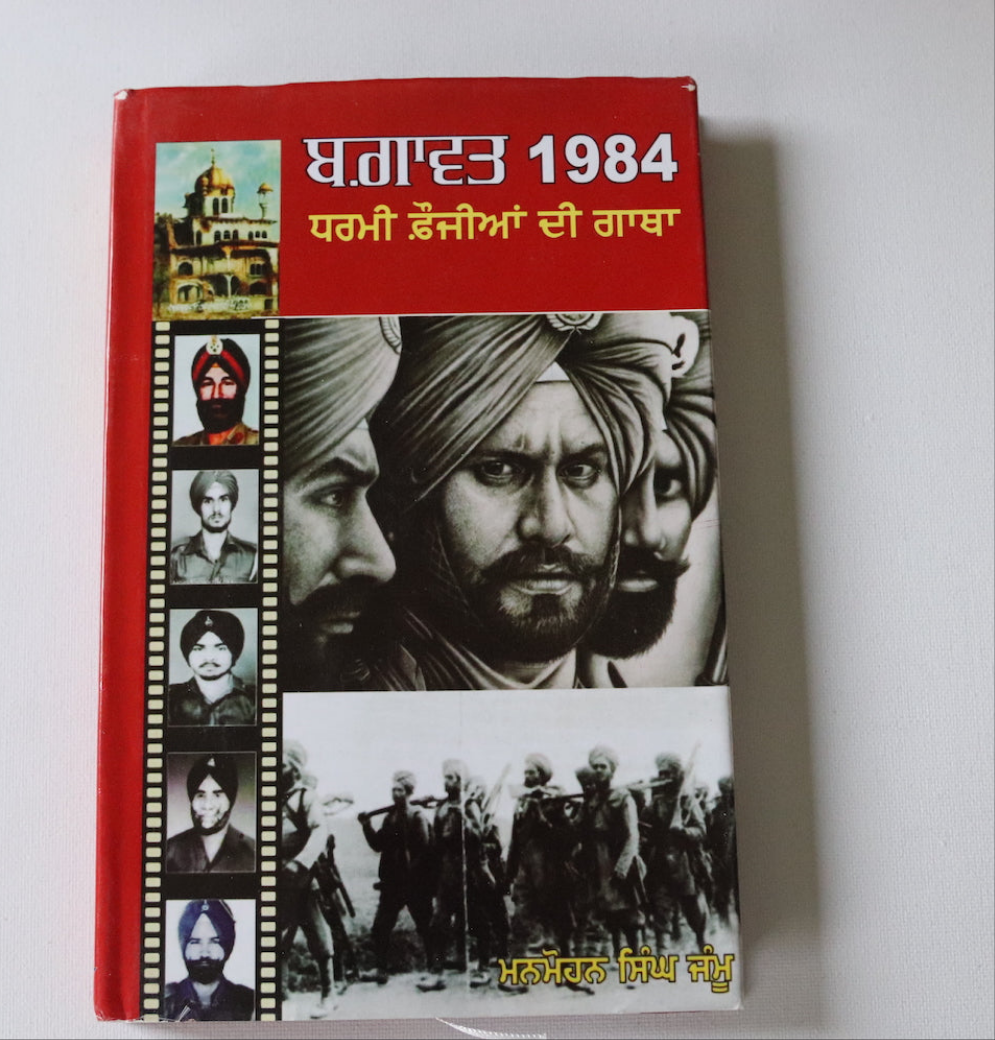 ਬਗ਼ਾਵਤ 1984
ਧਰਮੀ ਫ਼ੌਜੀਆਂ ਦੀ ਗਾਥਾ
ਮਨਮੋਹਨ ਸਿੰਘ ਜੰਮੂ